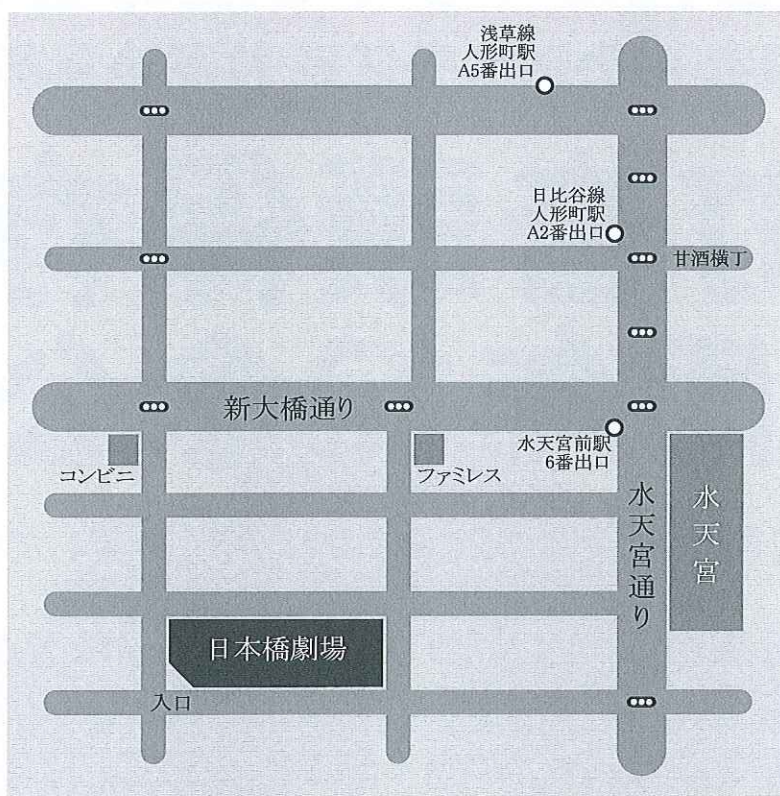 浅草線
人形町駅
A5番出口
日比谷線
人形町駅
A2番出口
甘酒横丁
新大橋通り
水天宮前駅
6番出口
コンビニ
ファミレス
水天宮通り
水天宮
日本橋劇場
入口